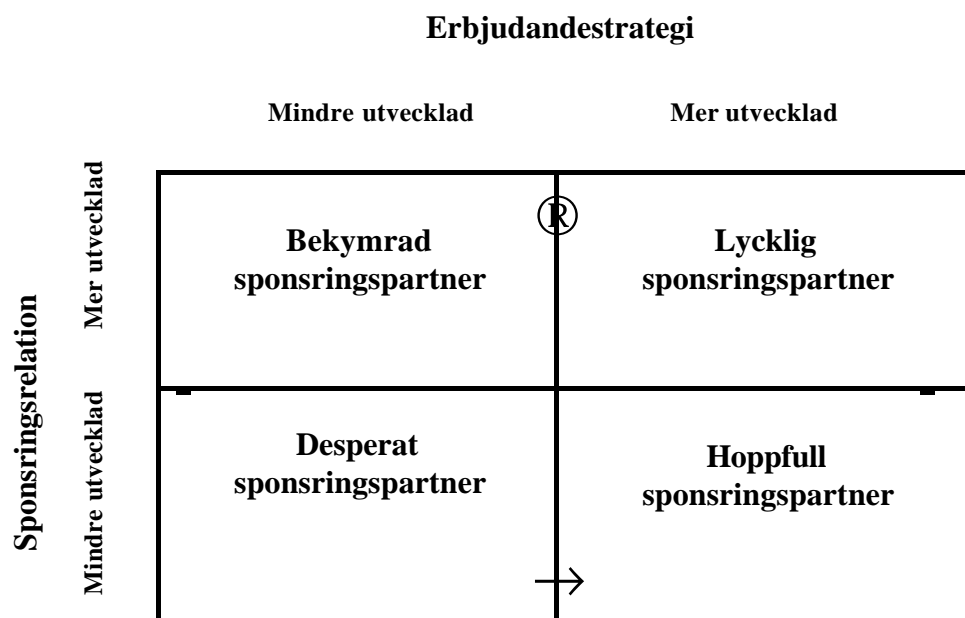 Erbjudandestrategi
Mindre utvecklad
Mer utvecklad
Sponsringsrelation
Mer utvecklad
Mindre utvecklad
Bekymrad
sponsringspartner
®
Lycklig
sponsringspartner
Desperat
sponsringspartner
Hoppfull
sponsringspartner
→